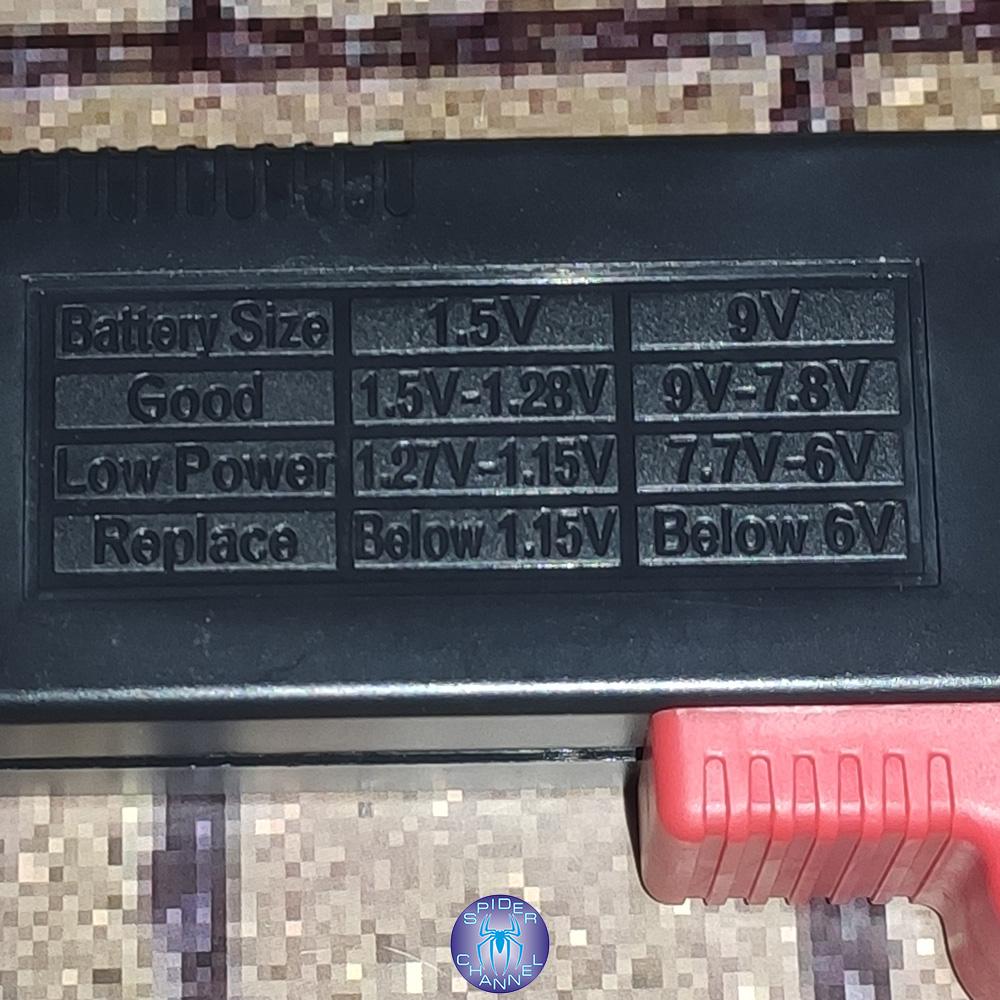 Battery Size 1.5V 9V
Good 1.5V-1.28V 9V-7.8V
Low Power 1.27V-1.15V 7.7V-6V
Replace Below 1.15V Below 6V
SPIDER
CHANNEL